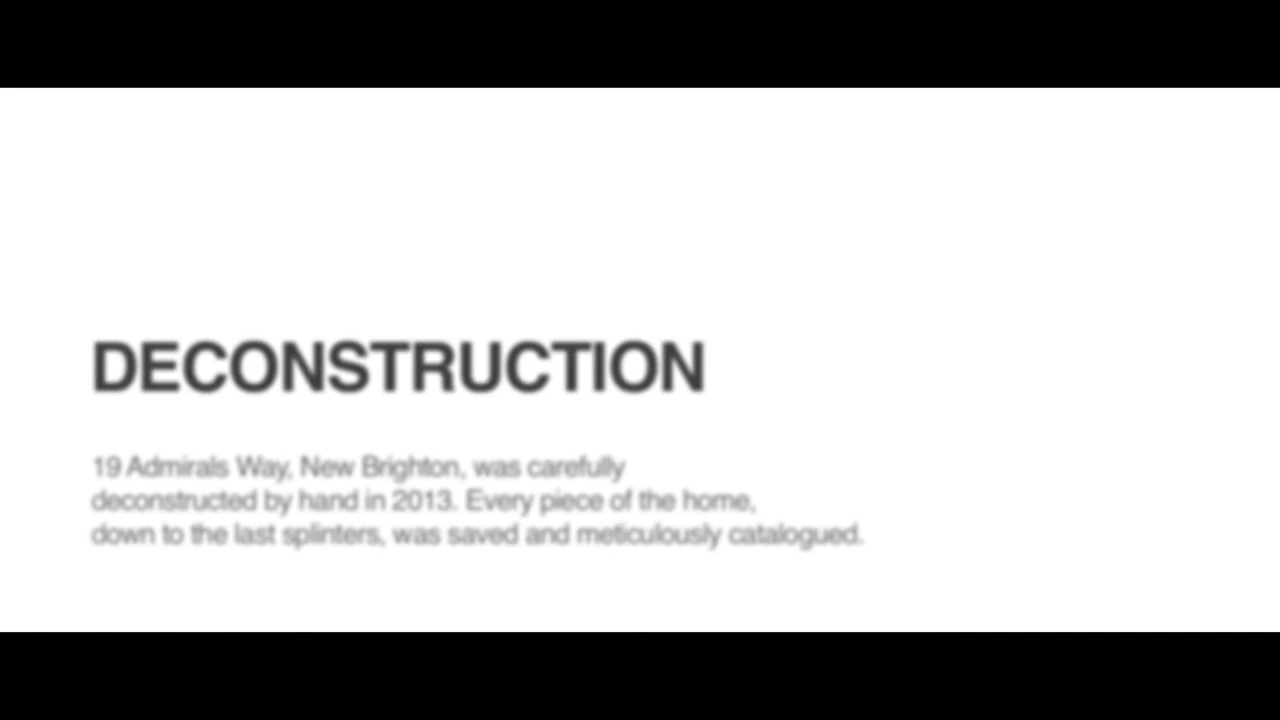 DECONSTRUCTION
19 Admirals Way, New Brighton, was carefully
deconstructed by hand in 2013. Every piece of the home,
down to the last splinters, was saved and meticulously catalogued.